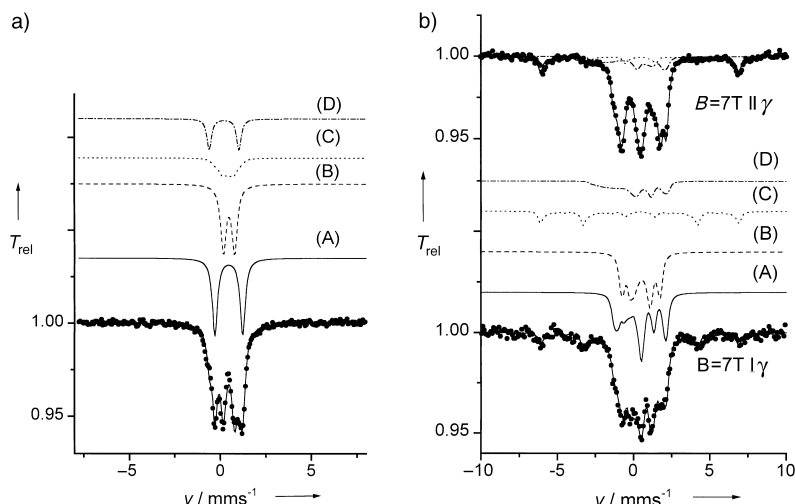 a)
(D)
(C)
(B)
(A)
T rel
1.00
0.95
−5
0
5
v / mms-1
b)
1.00
B=7T II γ
0.95
(D)
(C)
(B)
(A)
T rel
1.00
B=7T I γ
0.95
−10
−5
0
5
10
v / mms-1